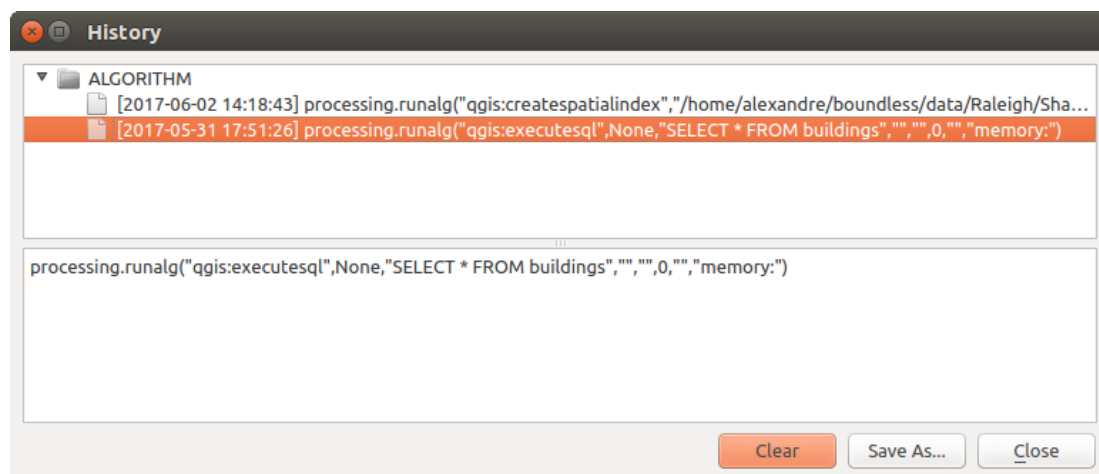 History
ALGORITHM
[2017-06-02 14:18:43] processing.runalg("qgis:createspatialindex","/home/alexandre/boundless/data/Raleigh/Sha...
[2017-05-31 17:51:26] processing.runalg("qgis:executesql",None,"SELECT * FROM buildings","","",0,"","memory:")
processing.runalg("qgis:executesql",None,"SELECT * FROM buildings","","",0,"","memory:")
Clear Save As... Close